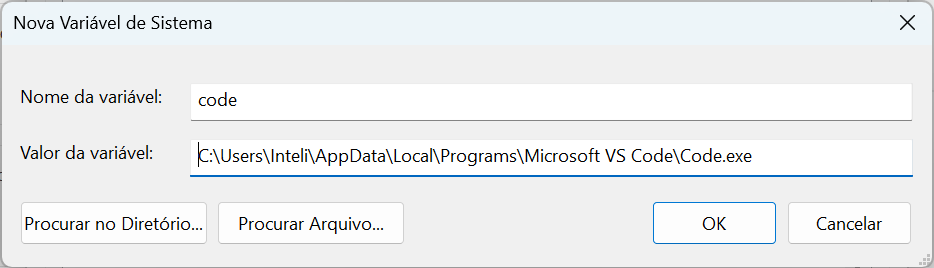 Nova Variável de Sistema
Nome da variável:
code
Valor da variável:
C:\Users\Inteli\AppData\Local\Programs\Microsoft VS Code\Code.exe
Procurar no Diretório...
Procurar Arquivo...
OK
Cancelar